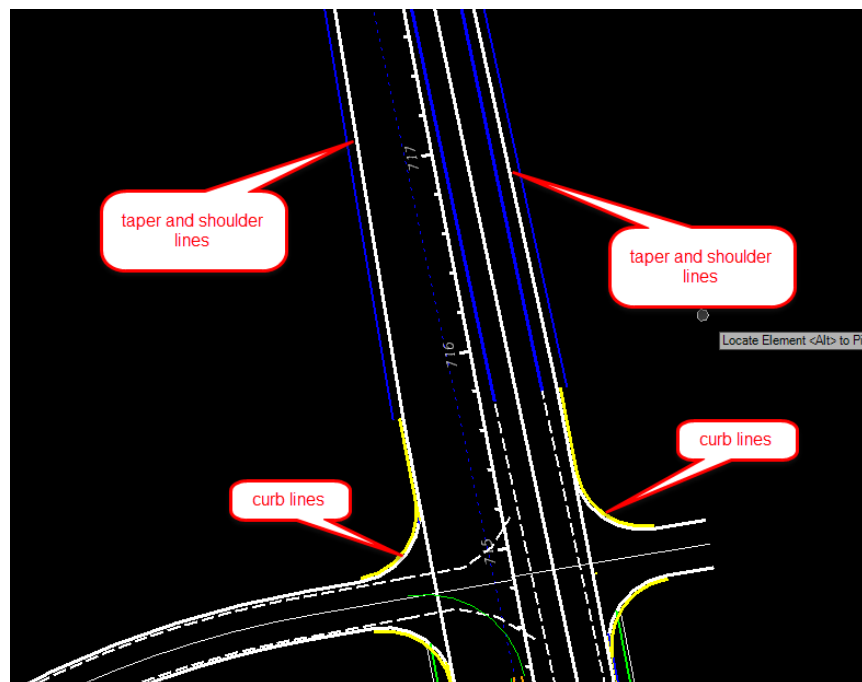 717
taper and shoulder
lines
taper and shoulder
lines
Locate Element <Alt> to Pi
716
curb lines
curb lines
715